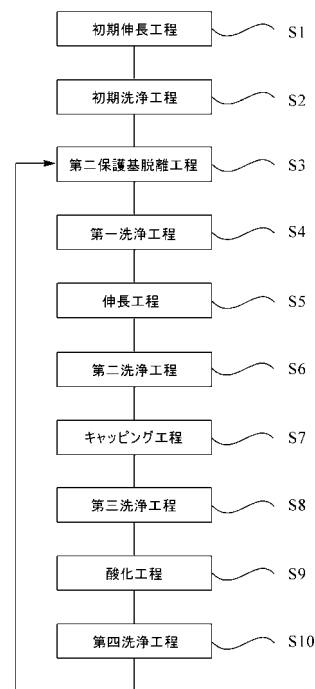 初期伸長工程 S1
初期洗浄工程 S2
第二保護基脱離工程 S3
第一洗浄工程 S4
伸長工程 S5
第二洗浄工程 S6
キャッピング工程 S7
第三洗浄工程 S8
酸化工程 S9
第四洗浄工程 S10